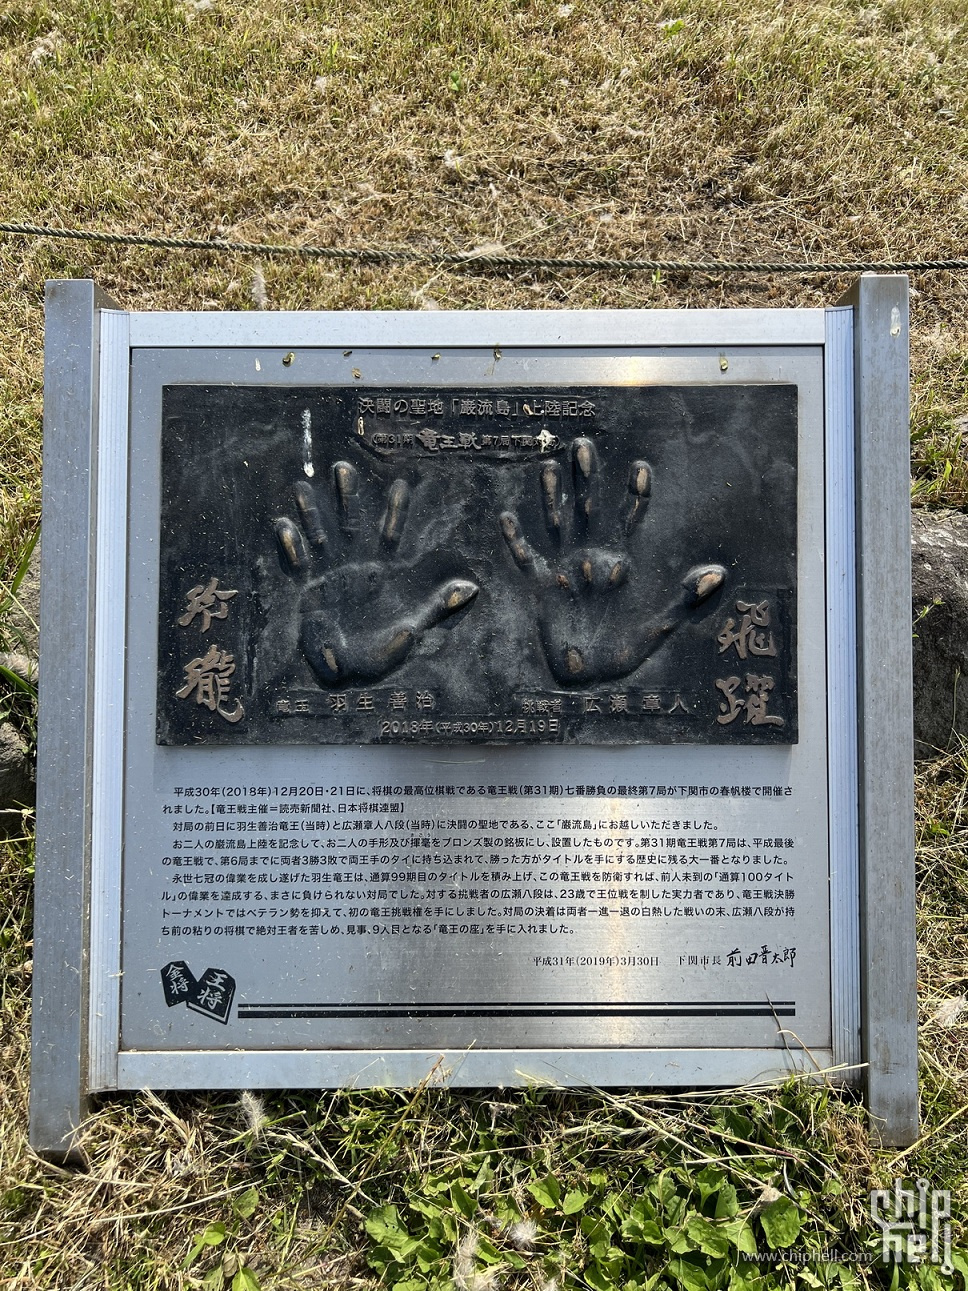 決闘の聖地「巌流島」上陸記念
(第31期 竜王戦 第7局下関対局)
玲瓏
飛躍
竜王 羽生善治
挑戦者 広瀬章人
2018年(平成30年)12月19日
平成30年(2018年)12月20日・21日に、将棋の最高位棋戦である竜王戦(第31期)七番勝負の最終第7局が下関市の春帆楼で開催さ
れました。【竜王戦主催=読売新聞社、日本将棋連盟】
対局の前日に羽生善治竜王(当時)と広瀬章人八段(当時)に決闘の聖地である、ここ「巌流島」にお越しいただきました。
お二人の巌流島上陸を記念して、お二人の手形及び揮毫をブロンズ製の銘板にし、設置したものです。第31期竜王戦第7局は、平成最後
の竜王戦で、第6局までに両者3勝3敗で両王手のタイに持ち込まれて、勝った方がタイトルを手にする歴史に残る大一番となりました。
永世七冠の偉業を成し遂げた羽生竜王は、通算99期目のタイトルを積み上げ、この竜王戦を防衛すれば、前人未到の「通算100タイト
ル」の偉業を達成する、まさに負けられない対局でした。対する挑戦者の広瀬八段は、23歳で王位戦を制した実力者であり、竜王戦決勝
トーナメントではベテラン勢を抑えて、初の竜王挑戦権を手にしました。対局の決着は両者一進一退の白熱した戦いの末、広瀬八段が持
ち前の粘りの将棋で絶対王者を苦しめ、見事、9人目となる「竜王の座」を手に入れました。
平成31年(2019年)3月30日 下関市長 前田晋太郎
金将
王将
chip
hell
www.chiphell.com